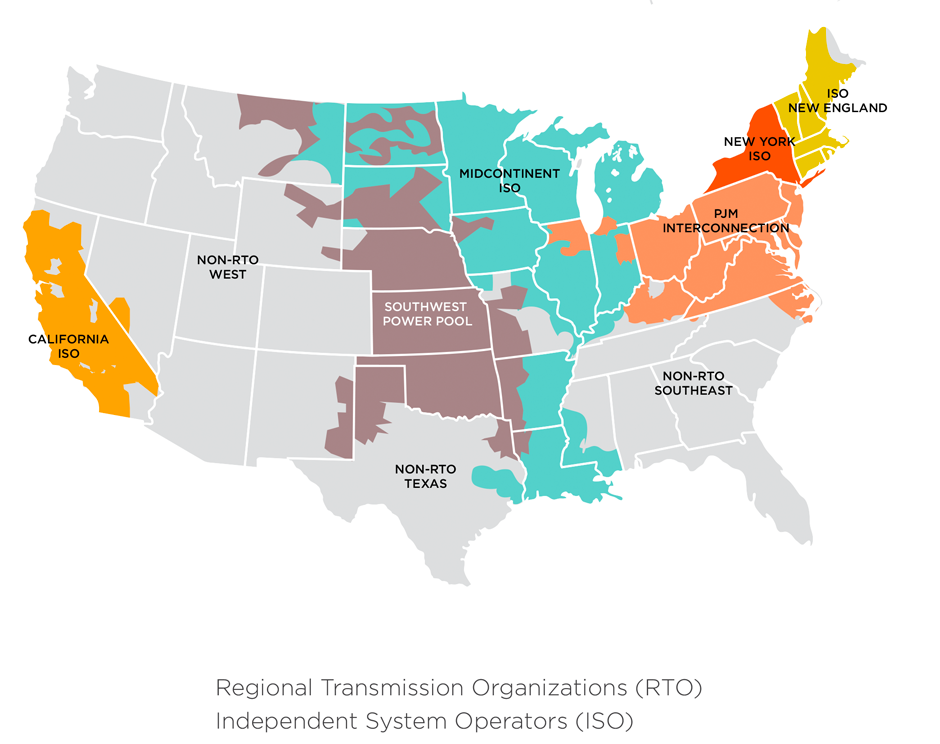 ISO
NEW ENGLAND
NEW YORK
ISO
MIDCONTINENT
ISO
PJM
INTERCONNECTION
NON-RTO
WEST
SOUTHWEST
POWER POOL
CALIFORNIA
ISO
NON-RTO
SOUTHEAST
NON-RTO
TEXAS
Regional Transmission Organizations (RTO)
Independent System Operators (ISO)